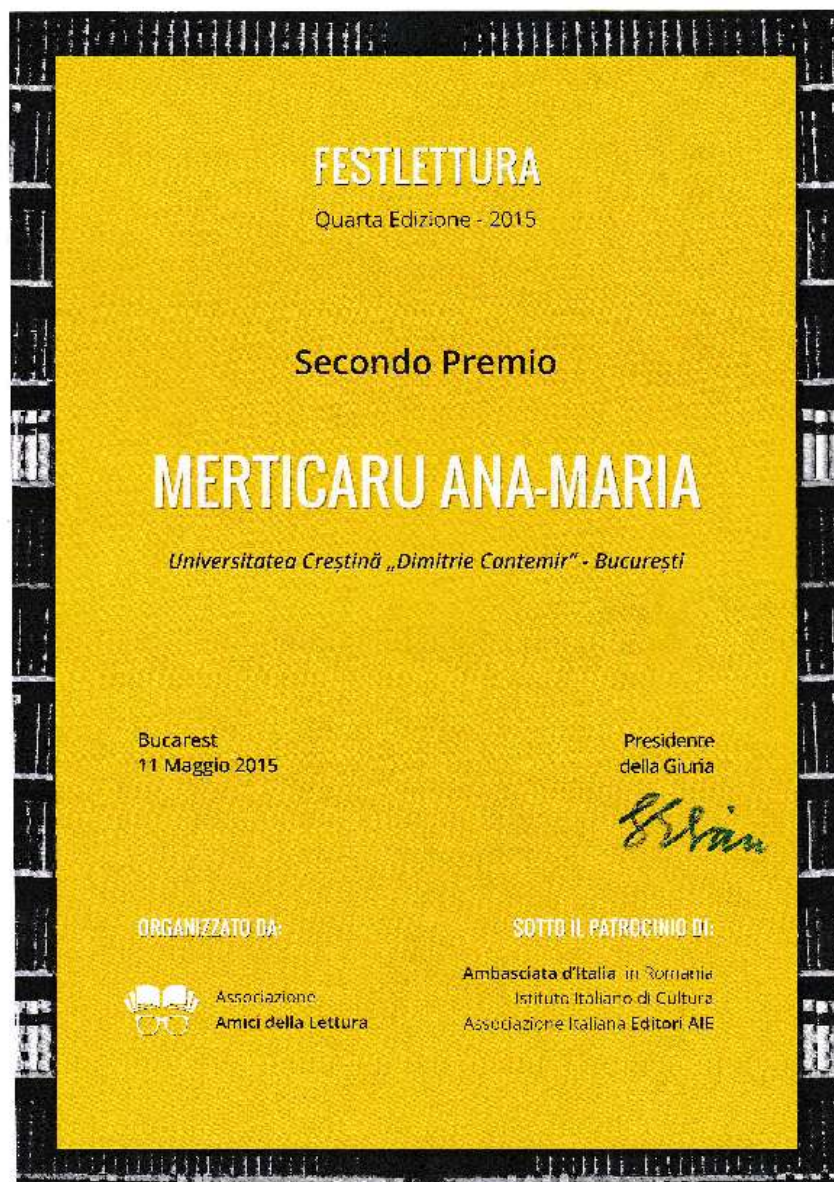 FESTLETTURA
Quarta Edizione - 2015
Secondo Premio
MERTICARU ANA-MARIA
Universitatea Creștină „Dimitrie Cantemir" - București
Bucarest
11 Maggio 2015
Presidente
della Giuria
ORGANIZZATO DA:
Associazione
Amici della Lettura
SOTTO IL PATROCINIO DI:
Ambasciata d'Italia in Romania
Istituto Italiano di Cultura
Associazione Italiana Editori AIE